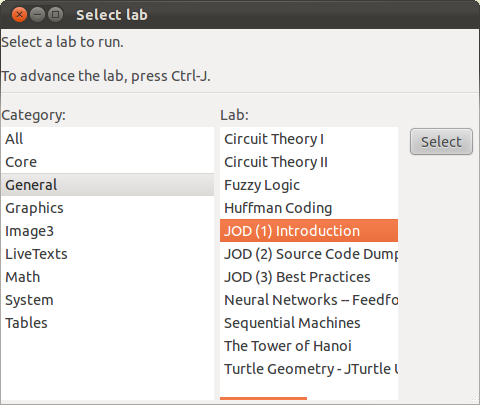 Select lab
Select a lab to run.
To advance the lab, press Ctrl-J.
Category:
All
Core
General
Graphics
Image3
LiveTexts
Math
System
Tables
Lab:
Circuit Theory I
Circuit Theory II
Fuzzy Logic
Huffman Coding
JOD (1) Introduction
JOD (2) Source Code Dump
JOD (3) Best Practices
Neural Networks -- Feedfo
Sequential Machines
The Tower of Hanoi
Turtle Geometry - JTurtle U
Select